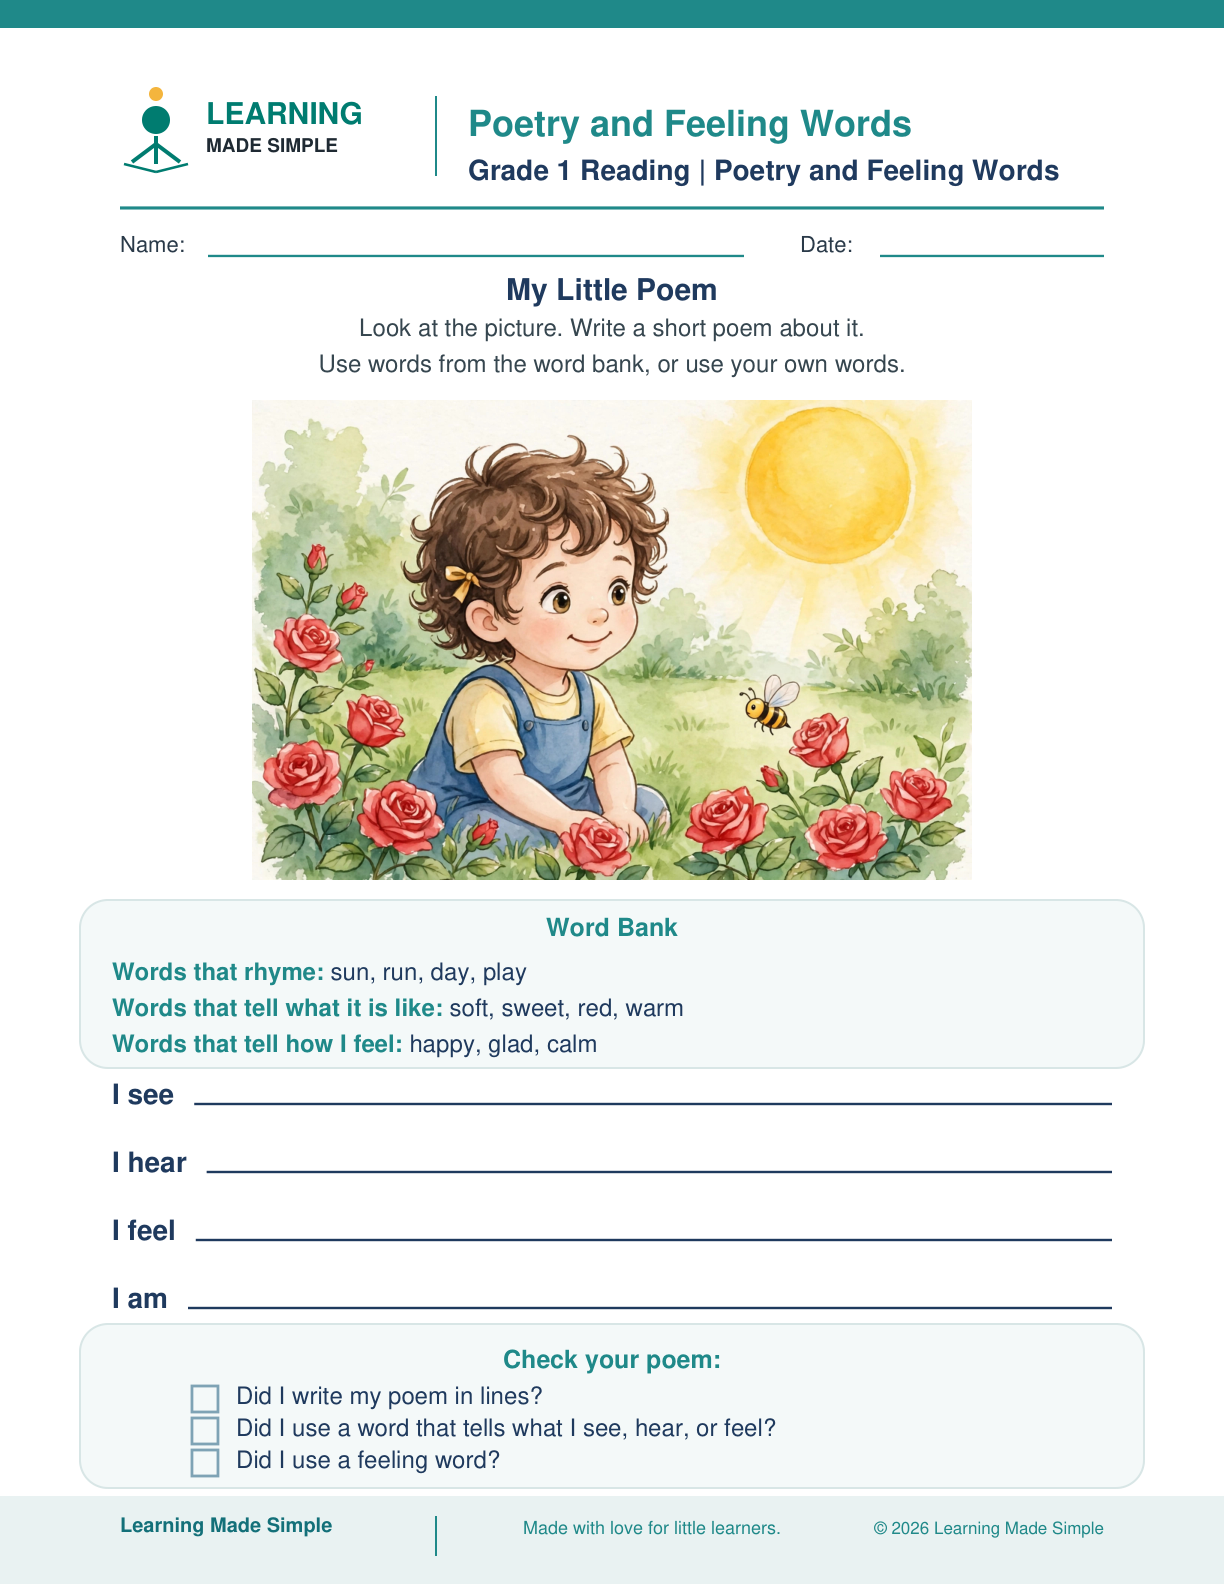 LEARNING
MADE SIMPLE
Poetry and Feeling Words
Grade 1 Reading | Poetry and Feeling Words
Name:
Date:
My Little Poem
Look at the picture. Write a short poem about it.
Use words from the word bank, or use your own words.
Word Bank
Words that rhyme: sun, run, day, play
Words that tell what it is like: soft, sweet, red, warm
Words that tell how I feel: happy, glad, calm
I see
I hear
I feel
I am
Check your poem:
Did I write my poem in lines?
Did I use a word that tells what I see, hear, or feel?
Did I use a feeling word?
Learning Made Simple
Made with love for little learners.
© 2026 Learning Made Simple